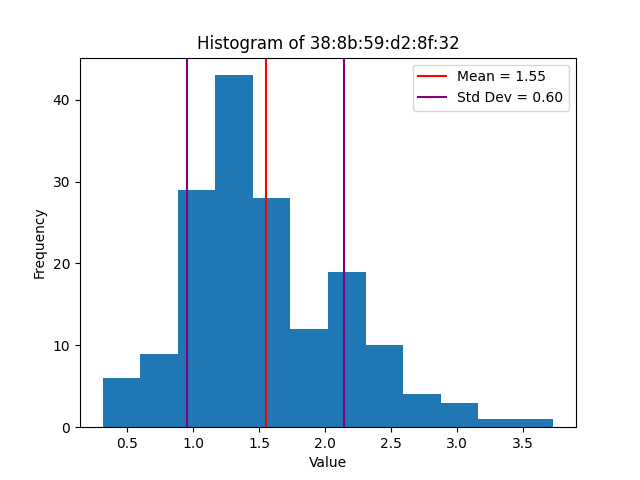 Histogram of 38:8b:59:d2:8f:32
Mean = 1.55
Std Dev = 0.60
Frequency
40
30
20
10
0
0.5 1.0 1.5 2.0 2.5 3.0 3.5
Value